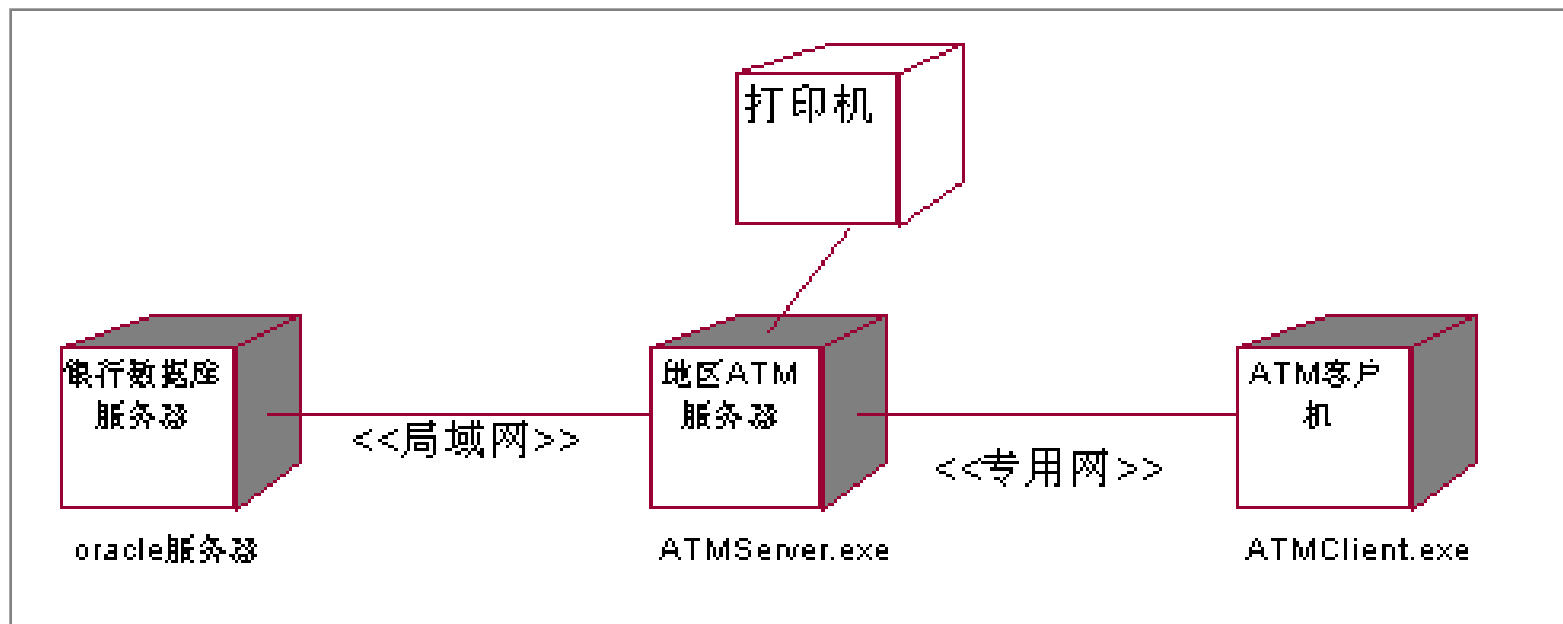 打印机
银行数据库
服务器
地区ATM
服务器
ATM客户
机
<<局域网>>
<<专用网>>
oracle服务器
ATMServer.exe
ATMClient.exe